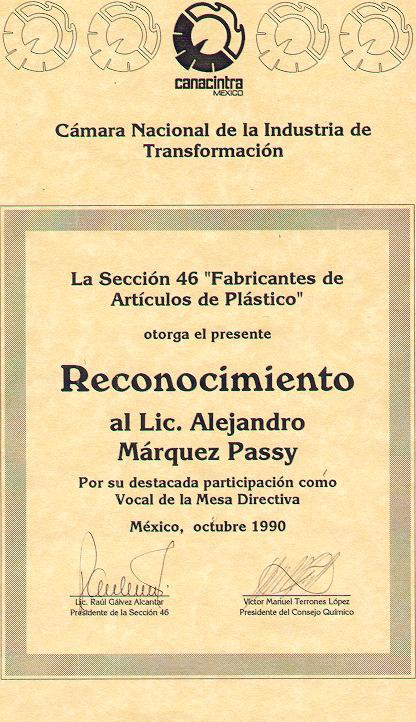 canacintra
MEXICO
Cámara Nacional de la Industria de
Transformación
La Sección 46 "Fabricantes de
Artículos de Plástico"
otorga el presente
Reconocimiento
al Lic. Alejandro
Márquez Passy
Por su destacada participación como
Vocal de la Mesa Directiva
México, octubre 1990
Lic. Raúl Gálvez Alcantar
Presidente de la Sección 46
Victor Manuel Terrones López
Presidente del Consejo Químico